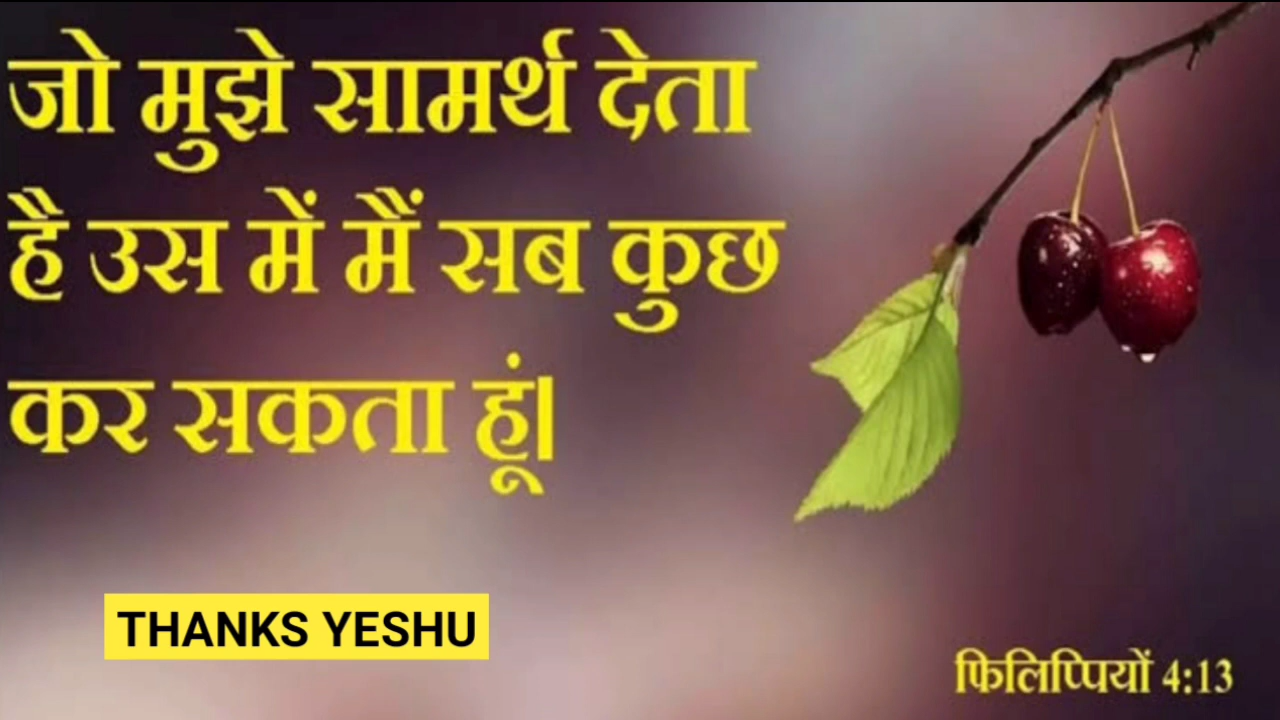 जो मुझे सामर्थ देता
है उस में मैं सब कुछ
कर सकता हूं।
THANKS YESHU
फिलिप्पियों 4:13